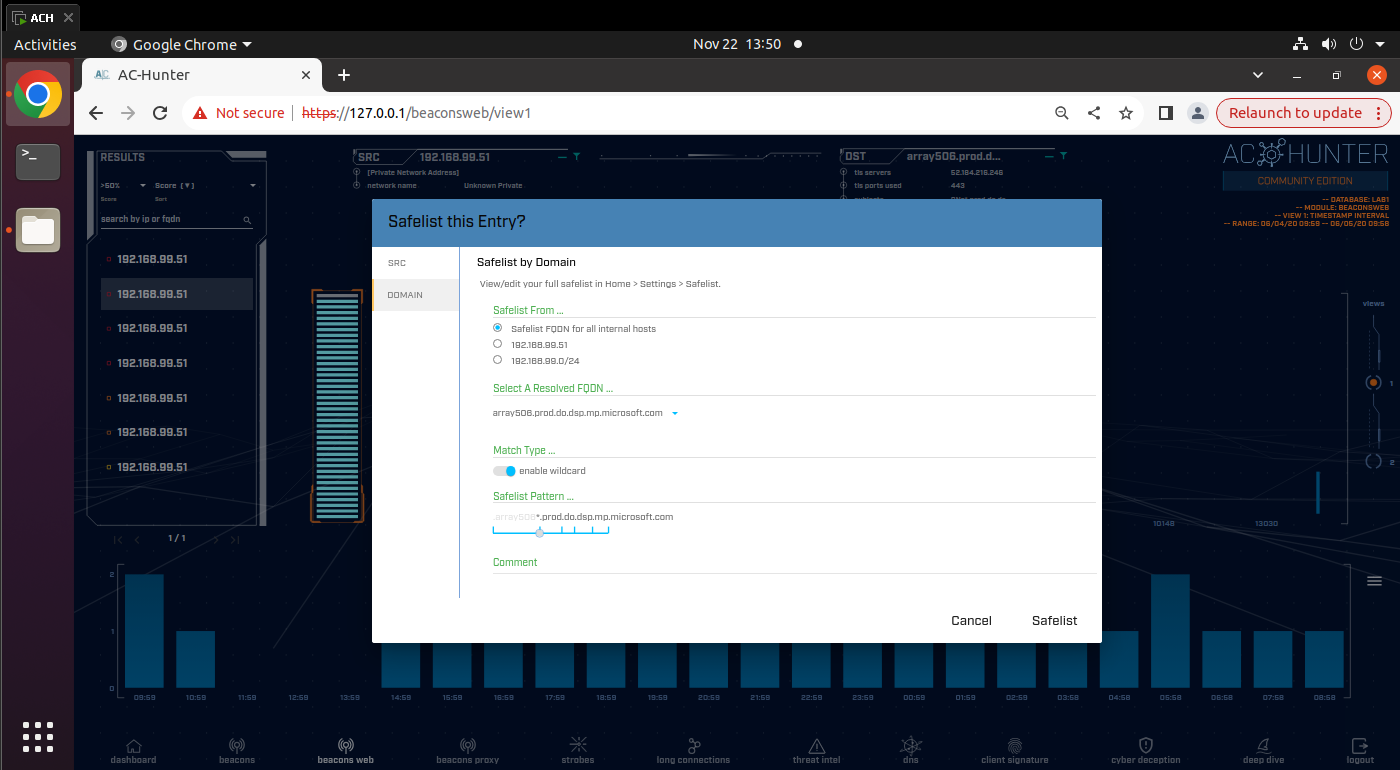 ACH
Activities
Google Chrome
Nov 22 13:50
AC-Hunter
Not secure
https://127.0.0.1/beaconsweb/view1
Relaunch to update
RESULTS
>50%
Score [▼]
Score
Sort
search by ip or fqdn
192.168.99.51
192.168.99.51
192.168.99.51
192.168.99.51
192.168.99.51
192.168.99.51
192.168.99.51
1 / 1
SRC
192.168.99.51
[Private Network Address]
network name
Unknown Private
DST
array506.prod.d...
tls servers
52.184.216.246
tls ports used
443
AC HUNTER
COMMUNITY EDITION
-- DATABASE: LAB1
-- MODULE: BEACONSWEB
-- VIEW 1: TIMESTAMP INTERVAL
-- RANGE: 06/04/20 09:59 -- 06/05/20 09:58
Safelist this Entry?
SRC
DOMAIN
Safelist by Domain
View/edit your full safelist in Home > Settings > Safelist.
Safelist From ...
Safelist FQDN for all internal hosts
192.168.99.51
192.168.99.0/24
Select A Resolved FQDN ...
array506.prod.do.dsp.mp.microsoft.com
Match Type ...
enable wildcard
Safelist Pattern ...
array506*.prod.do.dsp.mp.microsoft.com
Comment
Cancel
Safelist
views
1
2
10148
13030
2
1
0
09:59
10:59
11:59
12:59
13:59
14:59
15:59
16:59
17:59
18:59
19:59
20:59
21:59
22:59
23:59
00:59
01:59
02:59
03:58
04:58
05:58
06:58
07:58
08:58
dashboard
beacons
beacons web
beacons proxy
strobes
long connections
threat intel
dns
client signature
cyber deception
deep dive
logout